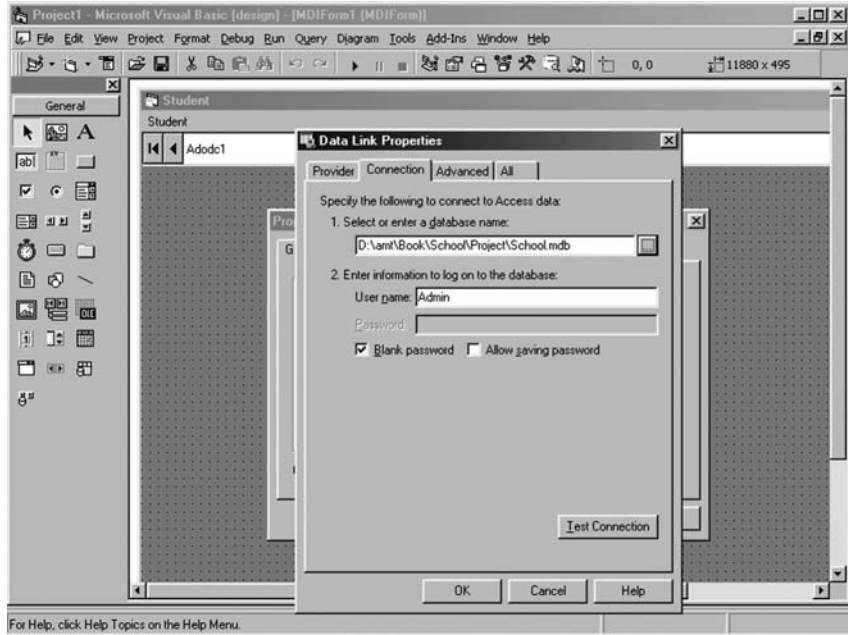 Project1 - Microsoft Visual Basic [design] - [MDIForm1 (MDIForm)]
File Edit View Project Format Debug Run Query Diagram Tools Add-Ins Window Help
0, 0 11880 x 495
General
A
abl
OLE
Student
Student
Adodc1
Pro
G
Data Link Properties
Provider Connection Advanced All
Specify the following to connect to Access data:
1. Select or enter a database name:
D:\amt\Book\School\Project\School.mdb
2. Enter information to log on to the database:
User name: Admin
Password:
Blank password Allow saving password
Test Connection
OK Cancel Help
For Help, click Help Topics on the Help Menu.